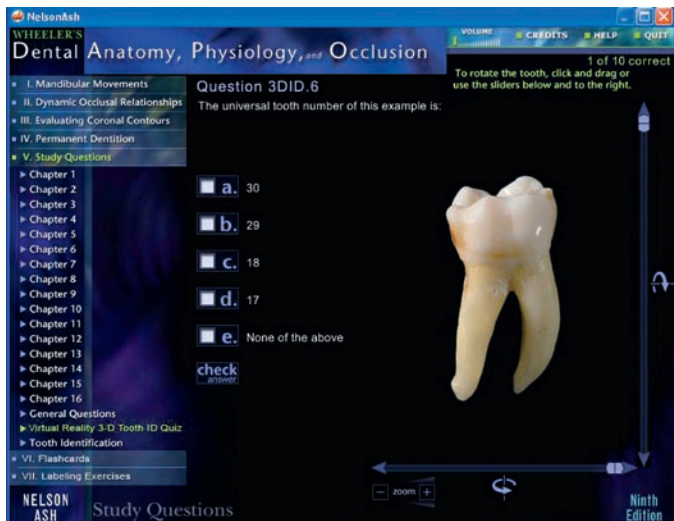 NelsonAsh
WHEELER'S
Dental Anatomy, Physiology, and Occlusion
VOLUME
CREDITS
HELP
QUIT
1 of 10 correct
To rotate the tooth, click and drag or
use the sliders below and to the right.
I. Mandibular Movements
II. Dynamic Occlusal Relationships
III. Evaluating Coronal Contours
IV. Permanent Dentition
V. Study Questions
Chapter 1
Chapter 2
Chapter 3
Chapter 4
Chapter 5
Chapter 6
Chapter 7
Chapter 8
Chapter 9
Chapter 10
Chapter 11
Chapter 12
Chapter 13
Chapter 14
Chapter 15
Chapter 16
General Questions
Virtual Reality 3-D Tooth ID Quiz
Tooth Identification
VI. Flashcards
VII. Labeling Exercises
Question 3DID.6
The universal tooth number of this example is:
a. 30
b. 29
c. 18
d. 17
e. None of the above
check
answer
zoom
NELSON
ASH
Study Questions
Ninth
Edition